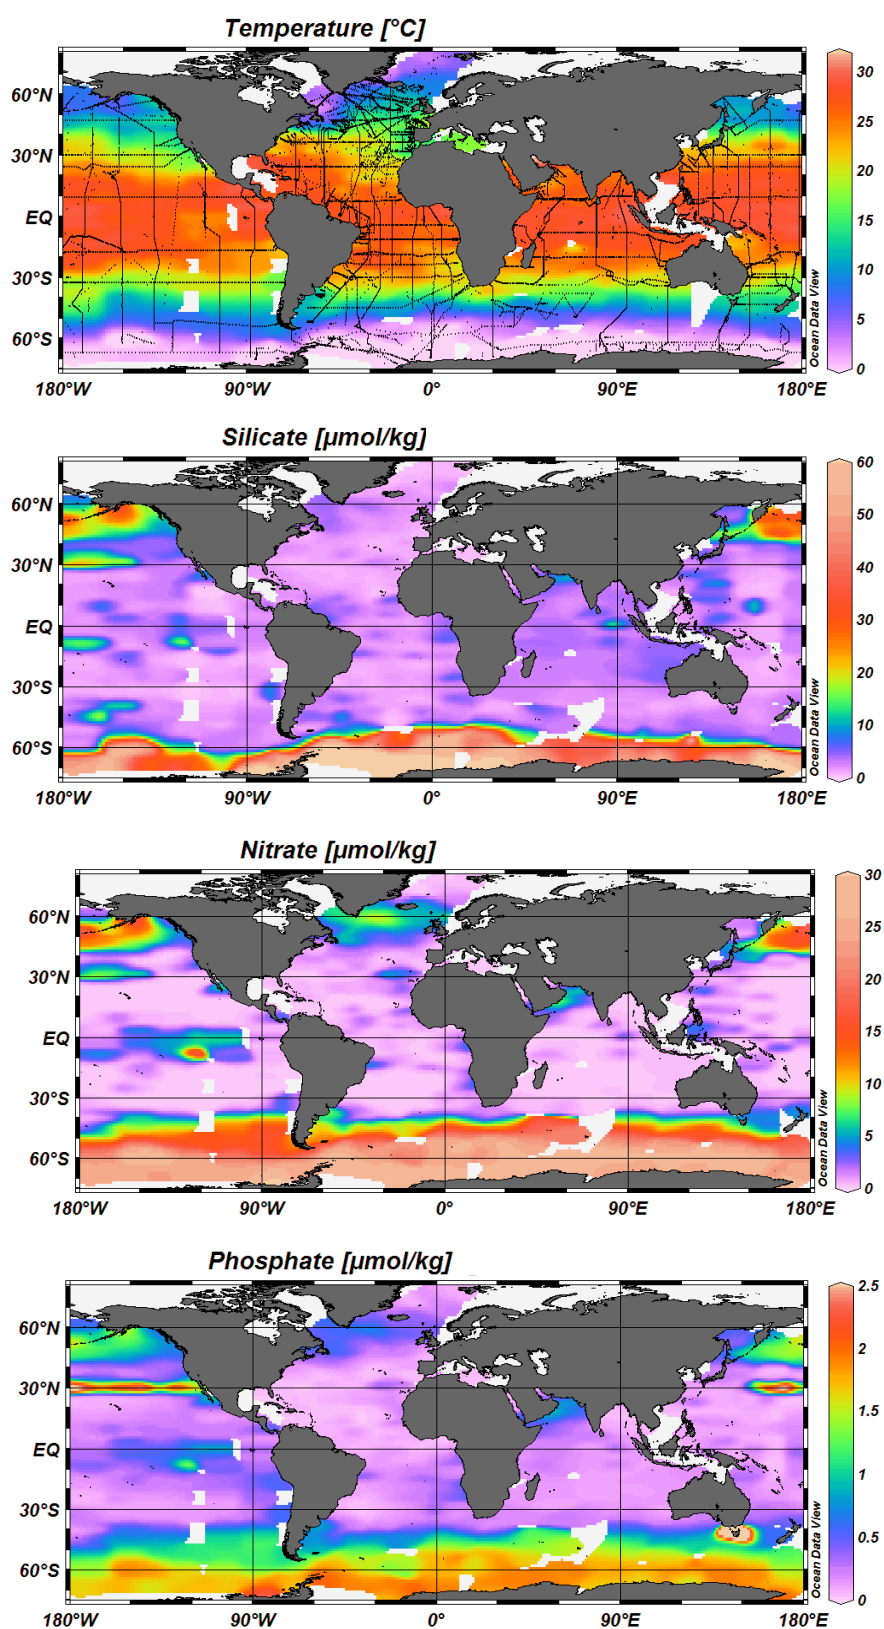 Temperature [°C]
60°N
30°N
EQ
30°S
60°S
180°W
90°W
0°
90°E
180°E
30
25
20
15
10
5
0
Ocean Data View
Silicate [µmol/kg]
60°N
30°N
EQ
30°S
60°S
180°W
90°W
0°
90°E
180°E
60
50
40
30
20
10
0
Ocean Data View
Nitrate [µmol/kg]
60°N
30°N
EQ
30°S
60°S
180°W
90°W
0°
90°E
180°E
30
25
20
15
10
5
0
Ocean Data View
Phosphate [µmol/kg]
60°N
30°N
EQ
30°S
60°S
180°W
90°W
0°
90°E
180°E
2.5
2
1.5
1
0.5
0
Ocean Data View